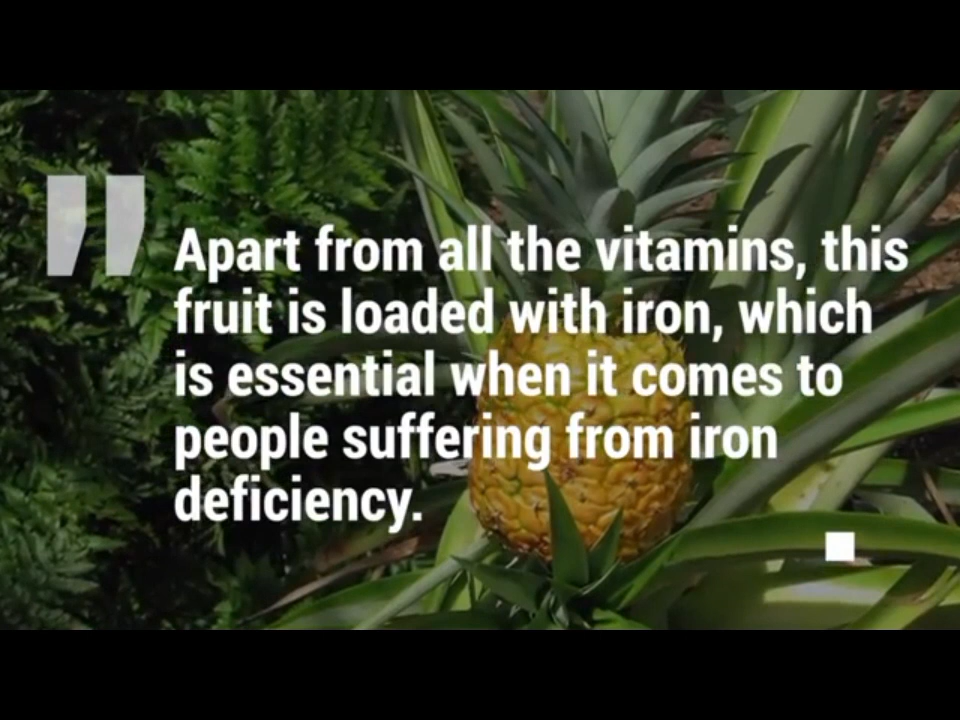 Apart from all the vitamins, this
fruit is loaded with iron, which
is essential when it comes to
people suffering from iron
deficiency.